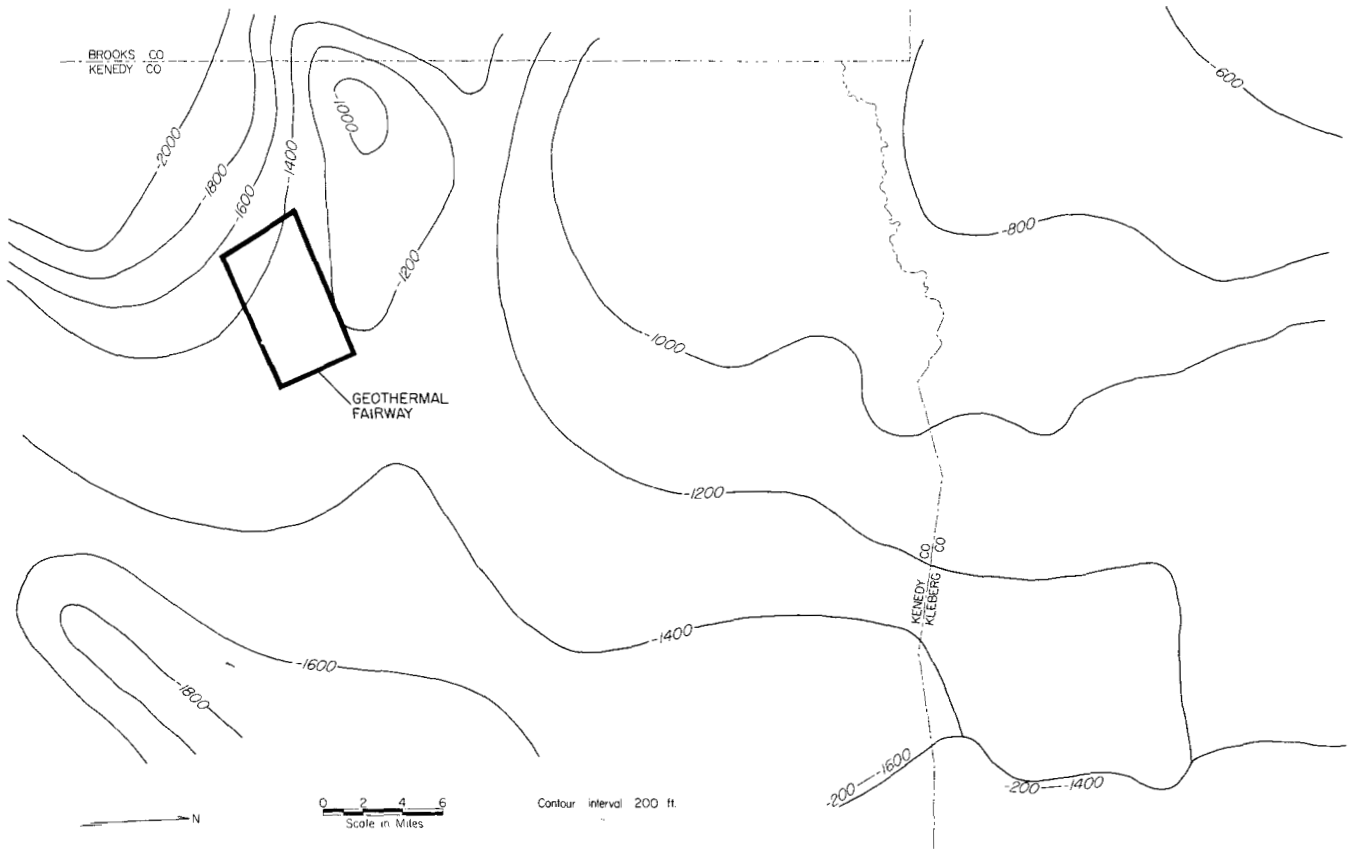 BROOKS CO
KENEDY CO
-600
-2000
-1000
-1400
-1800
-1600
-800
-1200
-1000
GEOTHERMAL
FAIRWAY
-1200
KENEDY CO
KLEBERG CO
-1400
-1600
-1800
-200 -1600
-200 -1400
N
0 2 4 6
Scale in Miles
Contour interval 200 ft.